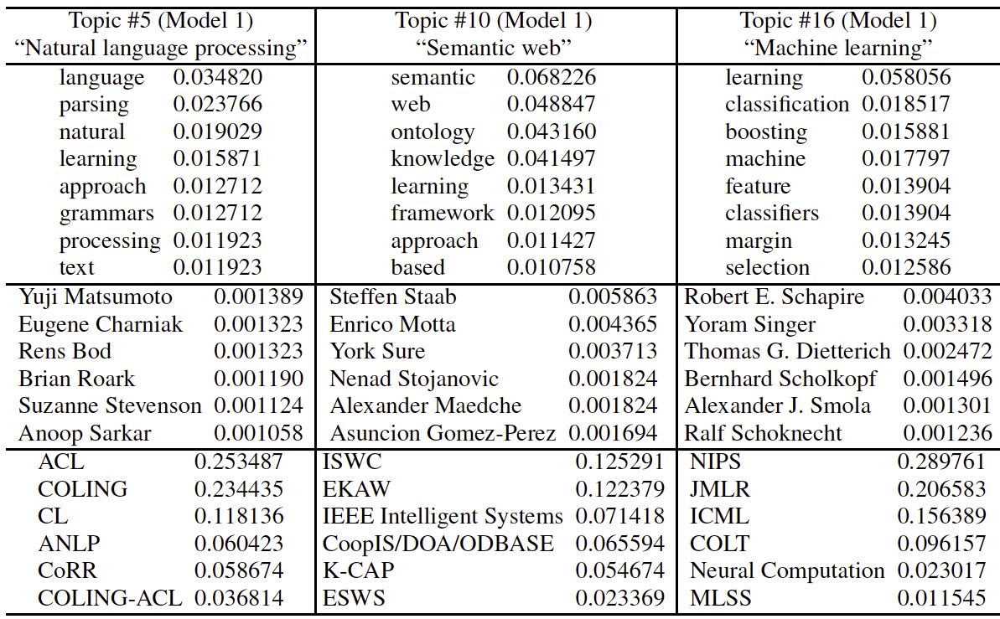 Topic #5 (Model 1) Topic #10 (Model 1) Topic #16 (Model 1)
“Natural language processing” “Semantic web” “Machine learning”
language 0.034820 semantic 0.068226 learning 0.058056
parsing 0.023766 web 0.048847 classification 0.018517
natural 0.019029 ontology 0.043160 boosting 0.015881
learning 0.015871 knowledge 0.041497 machine 0.017797
approach 0.012712 learning 0.013431 feature 0.013904
grammars 0.012712 framework 0.012095 classifiers 0.013904
processing 0.011923 approach 0.011427 margin 0.013245
text 0.011923 based 0.010758 selection 0.012586
Yuji Matsumoto 0.001389 Steffen Staab 0.005863 Robert E. Schapire 0.004033
Eugene Charniak 0.001323 Enrico Motta 0.004365 Yoram Singer 0.003318
Rens Bod 0.001323 York Sure 0.003713 Thomas G. Dietterich 0.002472
Brian Roark 0.001190 Nenad Stojanovic 0.001824 Bernhard Scholkopf 0.001496
Suzanne Stevenson 0.001124 Alexander Maedche 0.001824 Alexander J. Smola 0.001301
Anoop Sarkar 0.001058 Asuncion Gomez-Perez 0.001694 Ralf Schoknecht 0.001236
ACL 0.253487 ISWC 0.125291 NIPS 0.289761
COLING 0.234435 EKAW 0.122379 JMLR 0.206583
CL 0.118136 IEEE Intelligent Systems 0.071418 ICML 0.156389
ANLP 0.060423 CoopIS/DOA/ODBASE 0.065594 COLT 0.096157
CoRR 0.058674 K-CAP 0.054674 Neural Computation 0.023017
COLING-ACL 0.036814 ESWS 0.023369 MLSS 0.011545